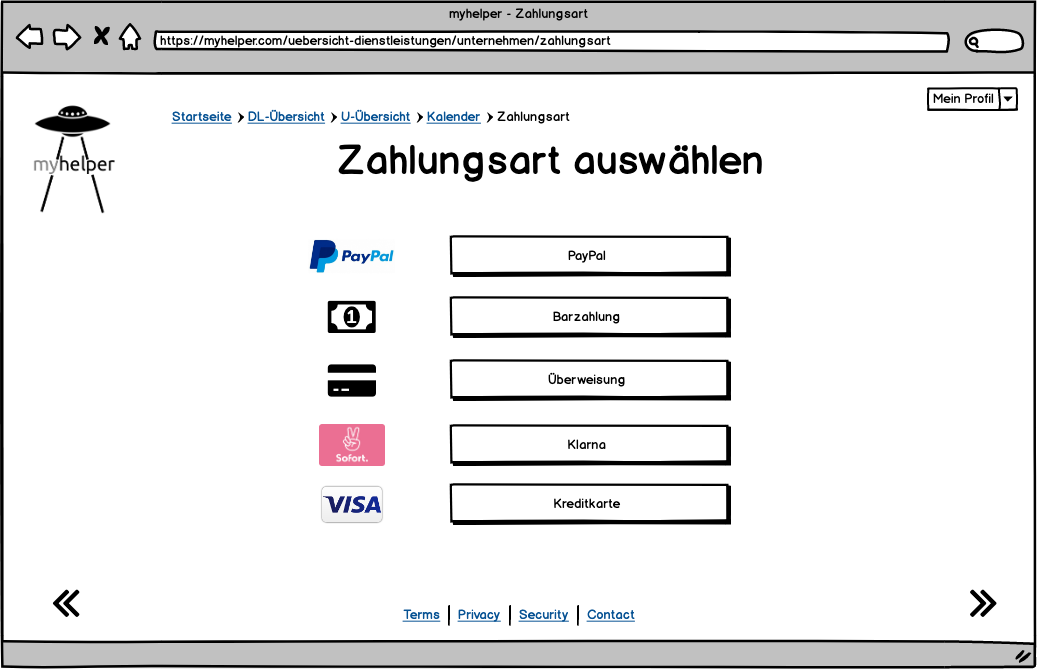 myhelper - Zahlungsart
https://myhelper.com/uebersicht-dienstleistungen/unternehmen/zahlungsart
Mein Profil
Startseite DL-Übersicht U-Übersicht Kalender Zahlungsart
myhelper
Zahlungsart auswählen
PayPal PayPal
1 Barzahlung
Überweisung
Sofort. Klarna
VISA Kreditkarte
Terms Privacy Security Contact